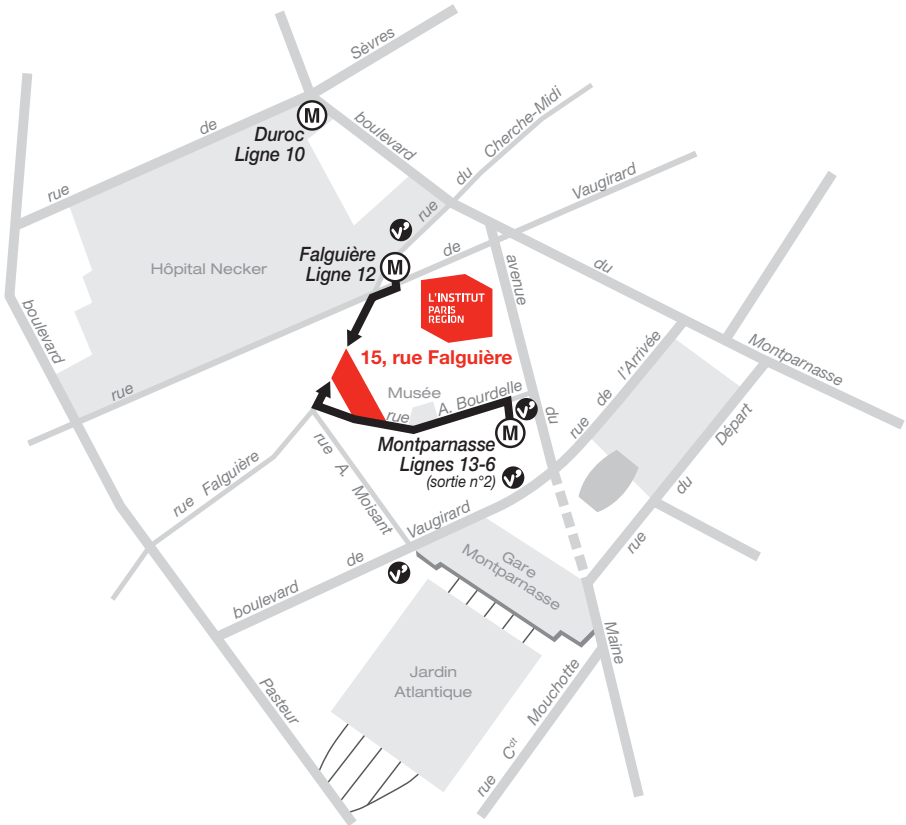 Sèvres
de
M
Duroc
Ligne 10
rue
boulevard
rue du Cherche-Midi
Vaugirard
de
V'
Falguière
Ligne 12
M
Hôpital Necker
avenue
du
L'INSTITUT
PARIS
REGION
boulevard
15, rue Falguière
rue de l'Arrivée
Montparnasse
rue
Musée
rue A. Bourdelle
V'
du
Départ
M
Montparnasse
Lignes 13-6
(sortie n°2)
V'
du
rue Falguière
rue A. Moisant
Vaugirard
de
boulevard
V'
rue
Gare
Montparnasse
Maine
Jardin
Atlantique
Pasteur
rue Cdt Mouchotte